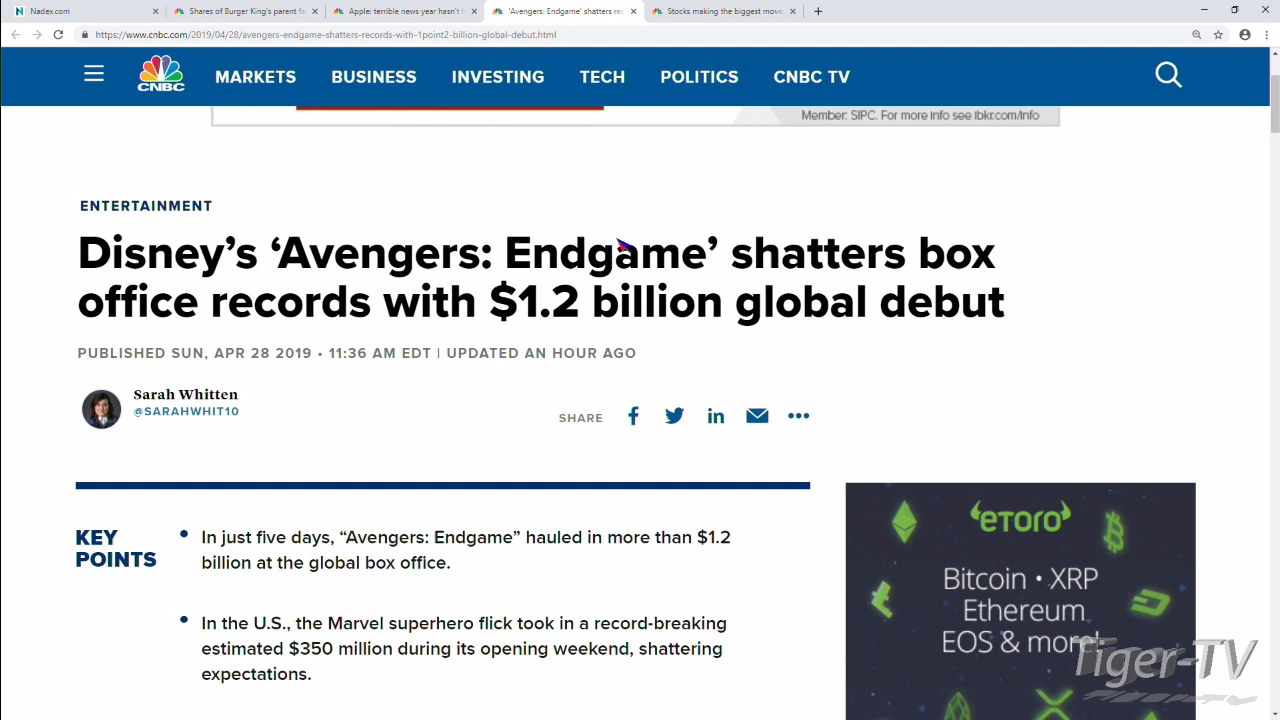 Nadex.com
Shares of Burger King's parent fa
Apple: terrible news year hasn't h
'Avengers: Endgame' shatters rec
Stocks making the biggest moves
https://www.cnbc.com/2019/04/28/avengers-endgame-shatters-records-with-1point2-billion-global-debut.html
CNBC
MARKETS BUSINESS INVESTING TECH POLITICS CNBC TV
Member: SIPC. For more info see ibkr.com/info
ENTERTAINMENT
Disney's ‘Avengers: Endgame’ shatters box
office records with $1.2 billion global debut
PUBLISHED SUN, APR 28 2019 • 11:36 AM EDT | UPDATED AN HOUR AGO
Sarah Whitten
@SARAHWHIT10
SHARE
KEY
POINTS
In just five days, “Avengers: Endgame” hauled in more than $1.2
billion at the global box office.
In the U.S., the Marvel superhero flick took in a record-breaking
estimated $350 million during its opening weekend, shattering
expectations.
eToro
Bitcoin • XRP
Ethereum
EOS & more!
Tiger-TV